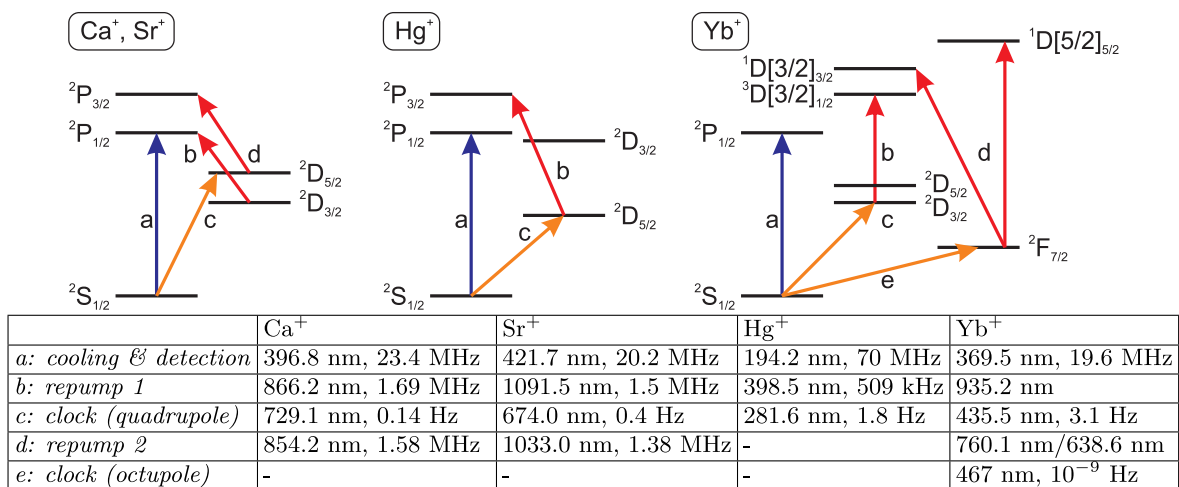 Ca⁺, Sr⁺
²P₃/₂
²P₁/₂
b
d
²D₅/₂
²D₃/₂
a
c
²S₁/₂
Hg⁺
²P₃/₂
²P₁/₂
²D₃/₂
b
²D₅/₂
a
c
²S₁/₂
Yb⁺
¹D[5/2]₅/₂
¹D[3/2]₃/₂
³D[3/2]₁/₂
²P₁/₂
b
d
²D₅/₂
²D₃/₂
a
c
²F₇/₂
e
²S₁/₂
Ca⁺ Sr⁺ Hg⁺ Yb⁺
a: cooling & detection 396.8 nm, 23.4 MHz 421.7 nm, 20.2 MHz 194.2 nm, 70 MHz 369.5 nm, 19.6 MHz
b: repump 1 866.2 nm, 1.69 MHz 1091.5 nm, 1.5 MHz 398.5 nm, 509 kHz 935.2 nm
c: clock (quadrupole) 729.1 nm, 0.14 Hz 674.0 nm, 0.4 Hz 281.6 nm, 1.8 Hz 435.5 nm, 3.1 Hz
d: repump 2 854.2 nm, 1.58 MHz 1033.0 nm, 1.38 MHz - 760.1 nm/638.6 nm
e: clock (octupole) - - - 467 nm, 10⁻⁹ Hz